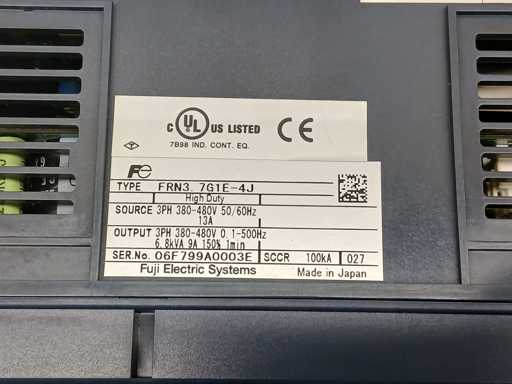 C UL US LISTED CE
7B98 IND. CONT. EQ.
Fe
TYPE FRN3.7G1E-4J
High Duty
SOURCE 3PH 380-480V 50/60Hz
13A
OUTPUT 3PH 380-480V 0.1-500Hz
6.8kVA 9A 150% 1min
SER.No. 06F799A0003E SCCR 100kA 027
Fuji Electric Systems Made in Japan